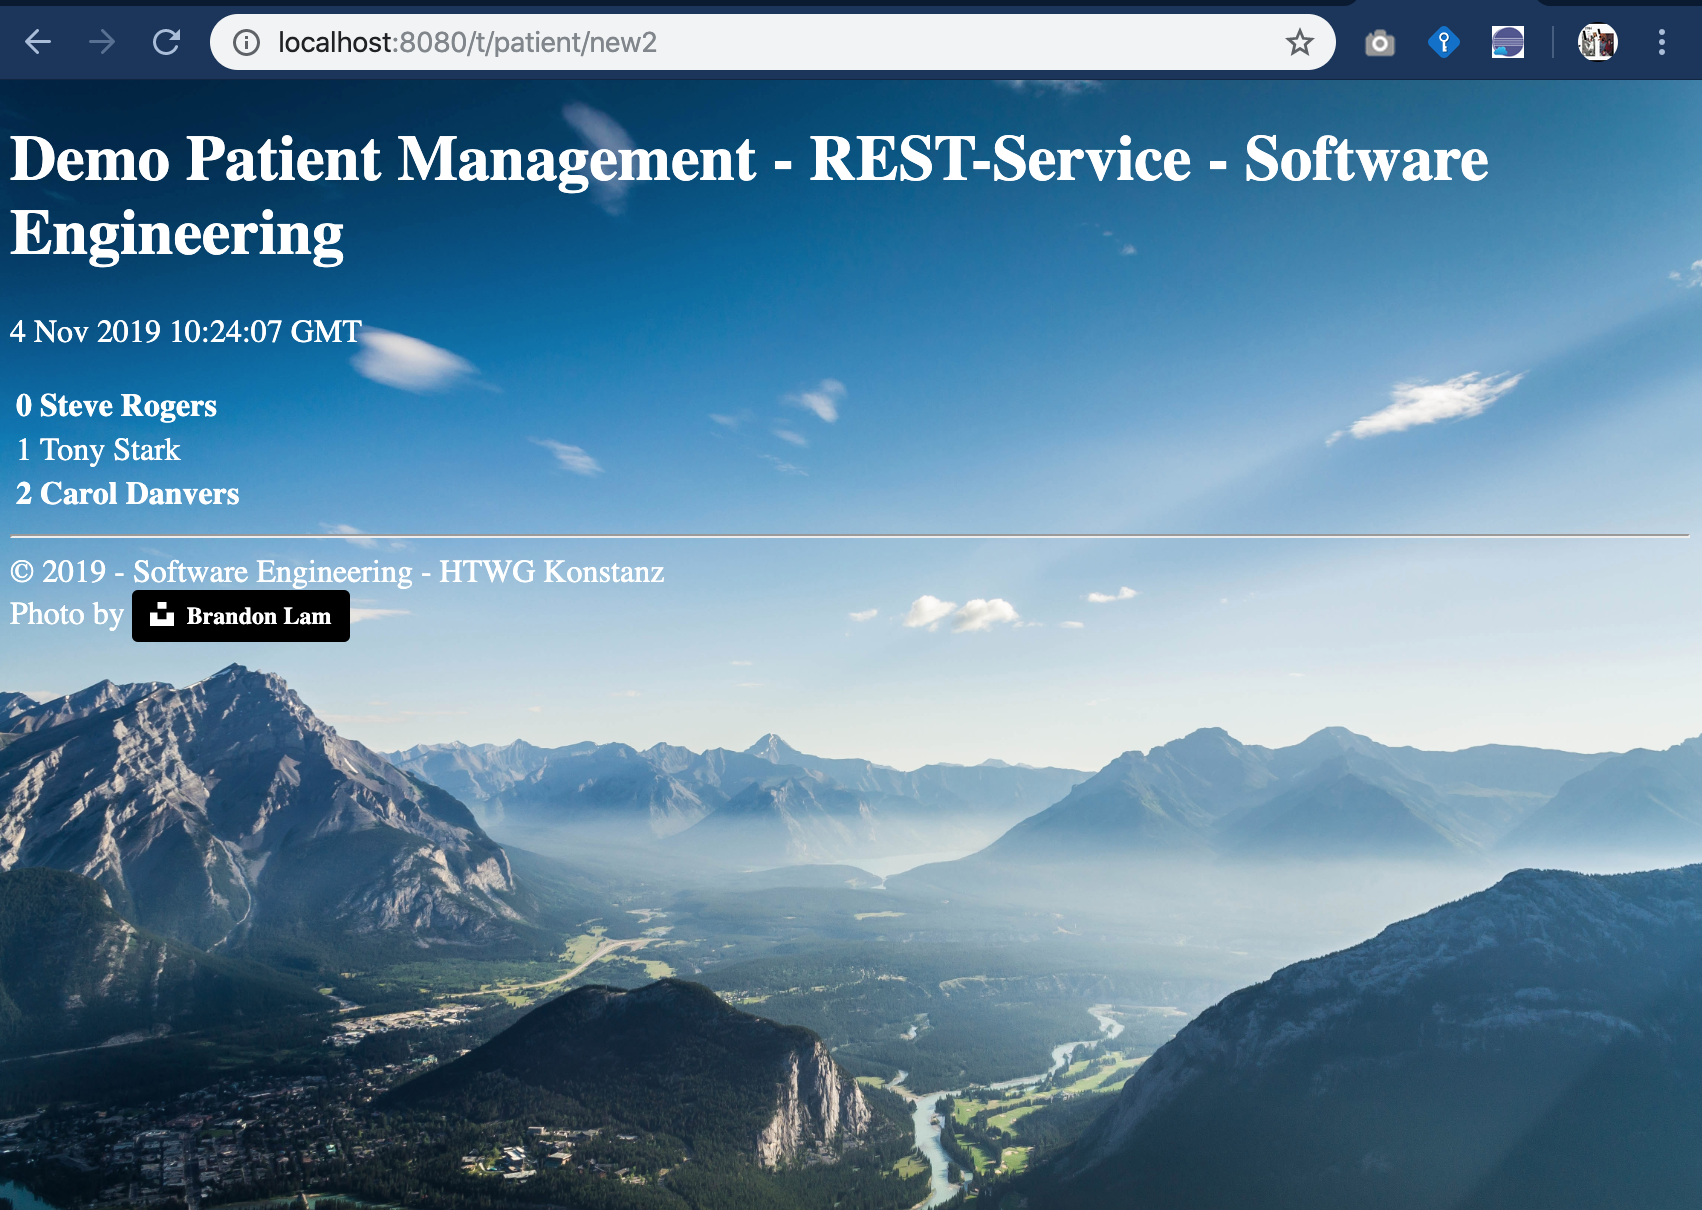 localhost:8080/t/patient/new2
Demo Patient Management - REST-Service - Software
Engineering
4 Nov 2019 10:24:07 GMT
0 Steve Rogers
1 Tony Stark
2 Carol Danvers
© 2019 - Software Engineering - HTWG Konstanz
Photo by Brandon Lam